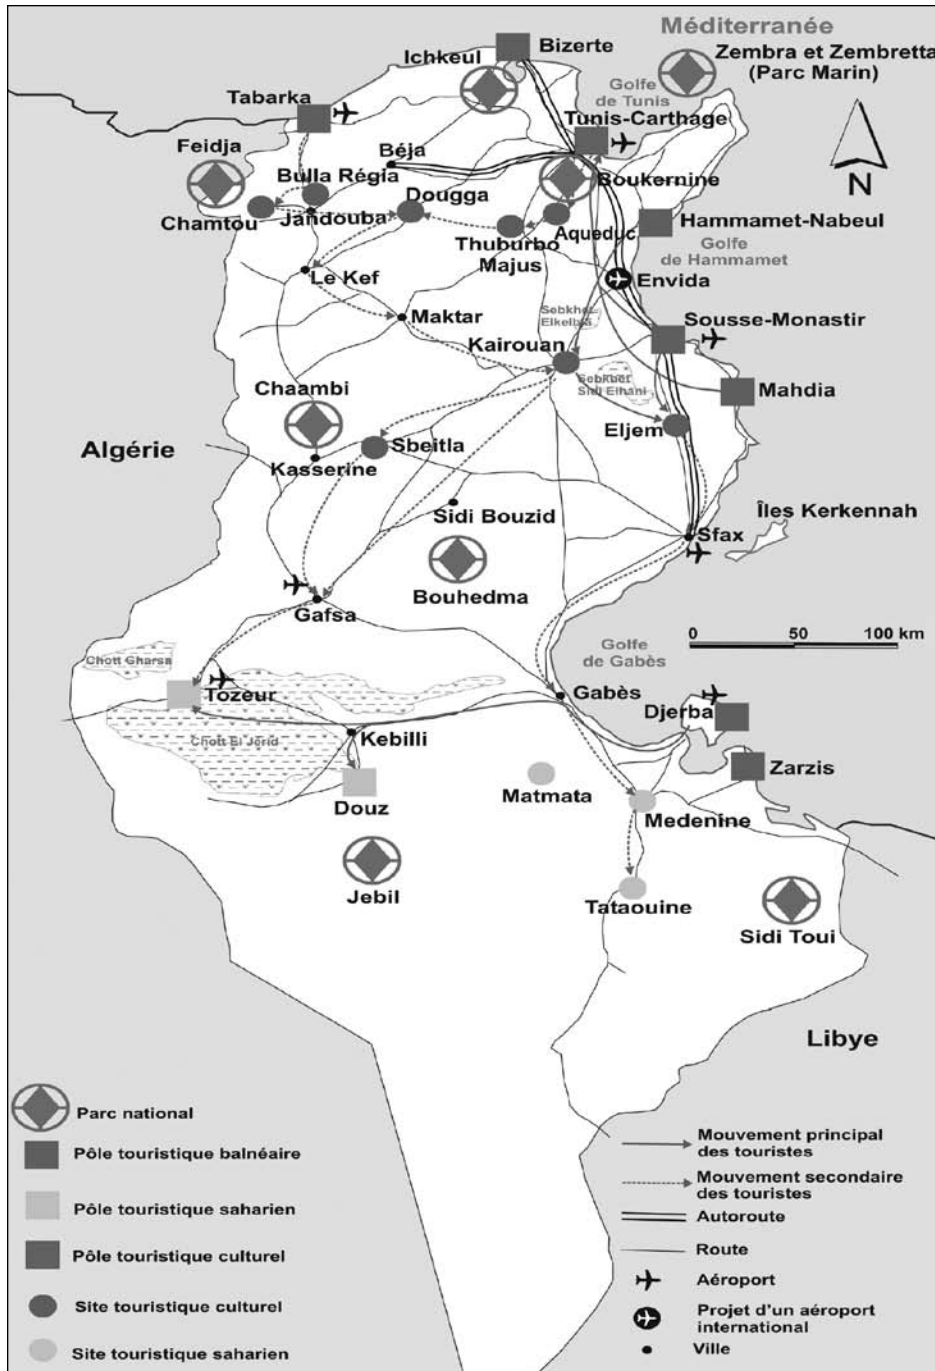 Méditerranée
Bizerte
Ichkeul
Zembra et Zembretta
(Parc Marin)
Golfe
de Tunis
Tabarka
Tunis-Carthage
Feidja
Béja
Bulla Régia
Boukernine
Dougga
N
Chamtou
Jandouba
Hammamet-Nabeul
Thuburbo
Majus
Aqueduc
Golfe
de Hammamet
Le Kef
Envida
Maktar
Sebkhet
Elkelbia
Sousse-Monastir
Kairouan
Sebkhet
Sidi Elhani
Chaambi
Mahdia
Eljem
Algérie
Sbeitla
Kasserine
Sidi Bouzid
Îles Kerkennah
Sfax
Bouhedma
Gafsa
0 50 100 km
Golfe
de Gabès
Chott Gharsa
Tozeur
Gabès
Djerba
Chott El Jerid
Kebilli
Zarzis
Douz
Matmata
Medenine
Jebil
Tataouine
Sidi Toui
Libye
Parc national
Pôle touristique balnéaire
Pôle touristique saharien
Pôle touristique culturel
Site touristique culturel
Site touristique saharien
Mouvement principal
des touristes
Mouvement secondaire
des touristes
Autoroute
Route
Aéroport
Projet d'un aéroport
international
Ville